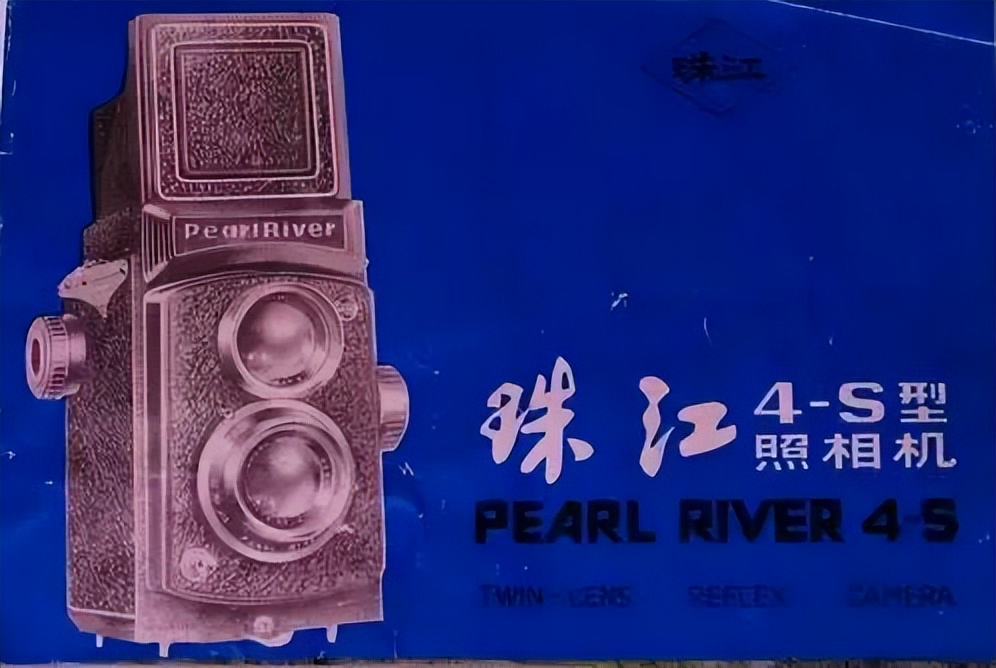 珠江
PearlRiver
珠江 4-S型
照相机
PEARL RIVER 4-S
TWIN-LENS REFLEX CAMERA